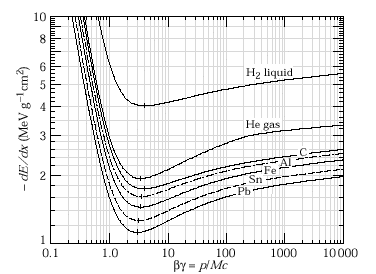 10
8
6
5
4
3
2
1
− dE/dx (MeV g⁻¹cm²)
H₂ liquid
He gas
C
Al
Fe
Sn
Pb
0.1 1.0 10 100 1000 10 000
βγ = p/Mc